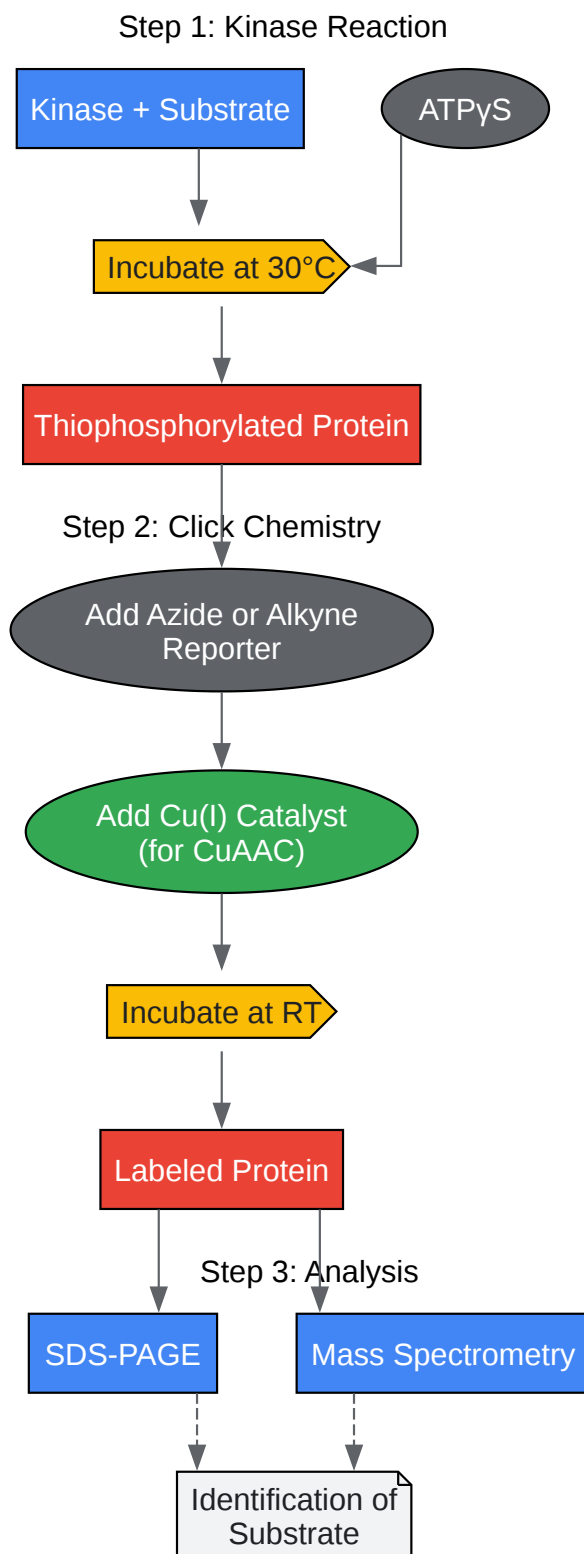 Step 1: Kinase Reaction
Kinase + Substrate
ATPγS
Incubate at 30°C
Thiophosphorylated Protein
Step 2: Click Chemistry
Add Azide or Alkyne
Reporter
Add Cu(I) Catalyst
(for CuAAC)
Incubate at RT
Labeled Protein
Step 3: Analysis
SDS-PAGE
Mass Spectrometry
Identification of
Substrate